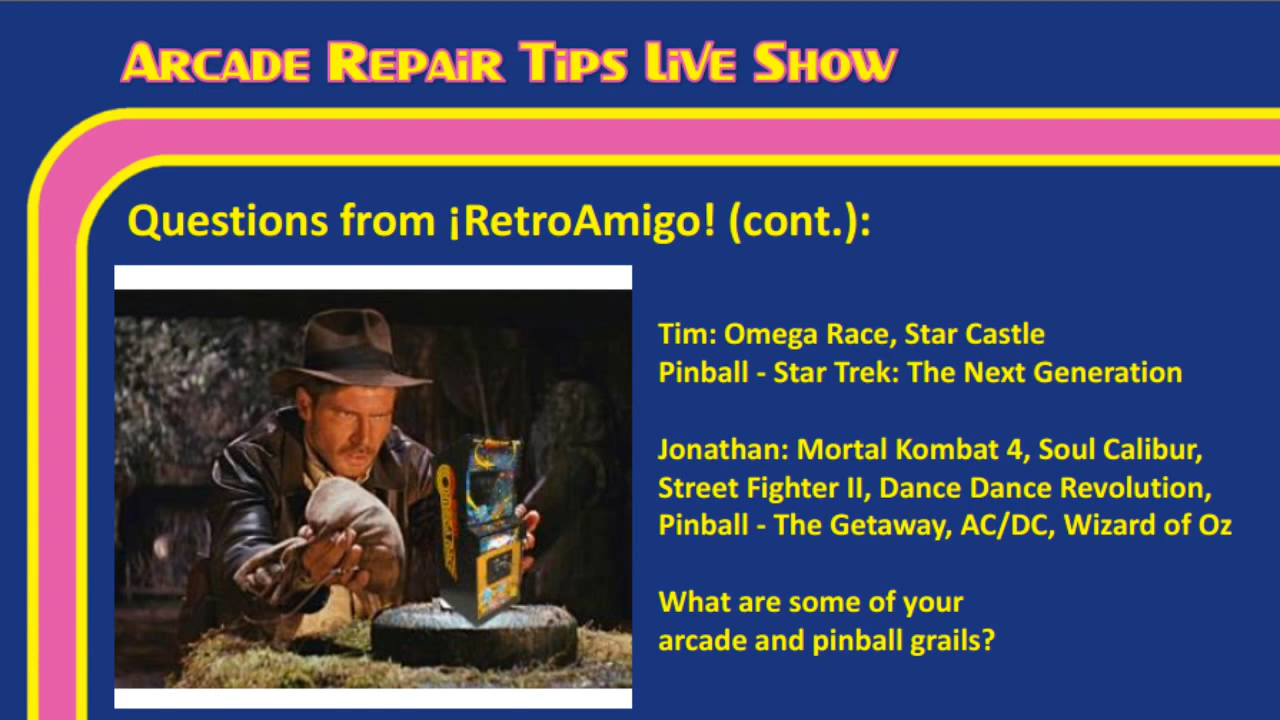 Arcade Repair Tips Live Show
Questions from ¡RetroAmigo! (cont.):
Tim: Omega Race, Star Castle
Pinball - Star Trek: The Next Generation
Jonathan: Mortal Kombat 4, Soul Calibur,
Street Fighter II, Dance Dance Revolution,
Pinball - The Getaway, AC/DC, Wizard of Oz
What are some of your
arcade and pinball grails?